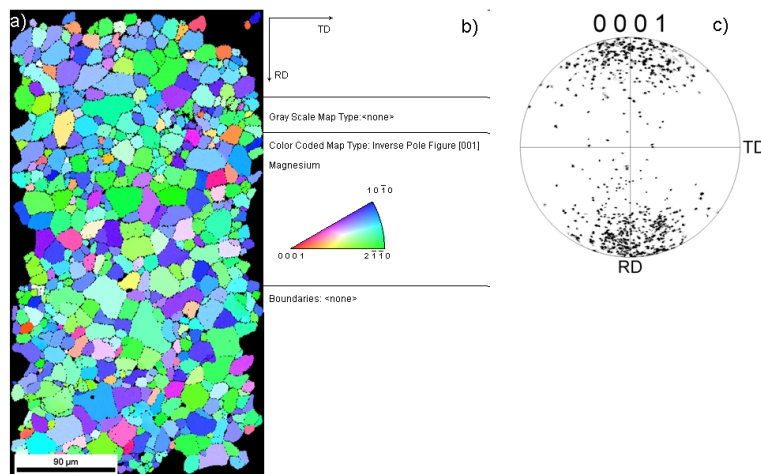 a)
90 µm
b)
TD
RD
Gray Scale Map Type:<none>
Color Coded Map Type: Inverse Pole Figure [001]
Magnesium
1 0 1̄ 0
0 0 0 1
2 1̄ 1̄ 0
Boundaries: <none>
c)
0 0 0 1
TD
RD